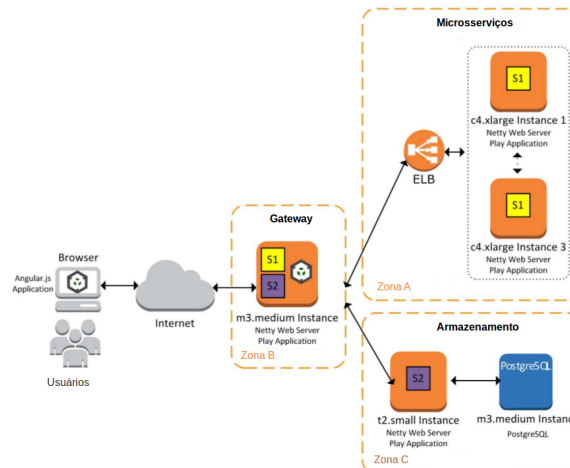 Microsserviços
S1
c4.xlarge Instance 1
Netty Web Server
Play Application
ELB
S1
c4.xlarge Instance 3
Netty Web Server
Play Application
Zona A
Gateway
S1
S2
m3.medium Instance
Netty Web Server
Play Application
Zona B
Browser
Angular.js
Application
Internet
Usuários
Armazenamento
S2
PostgreSQL
t2.small Instance
Netty Web Server
Play Application
m3.medium Instanc
PostgreSQL
Zona C